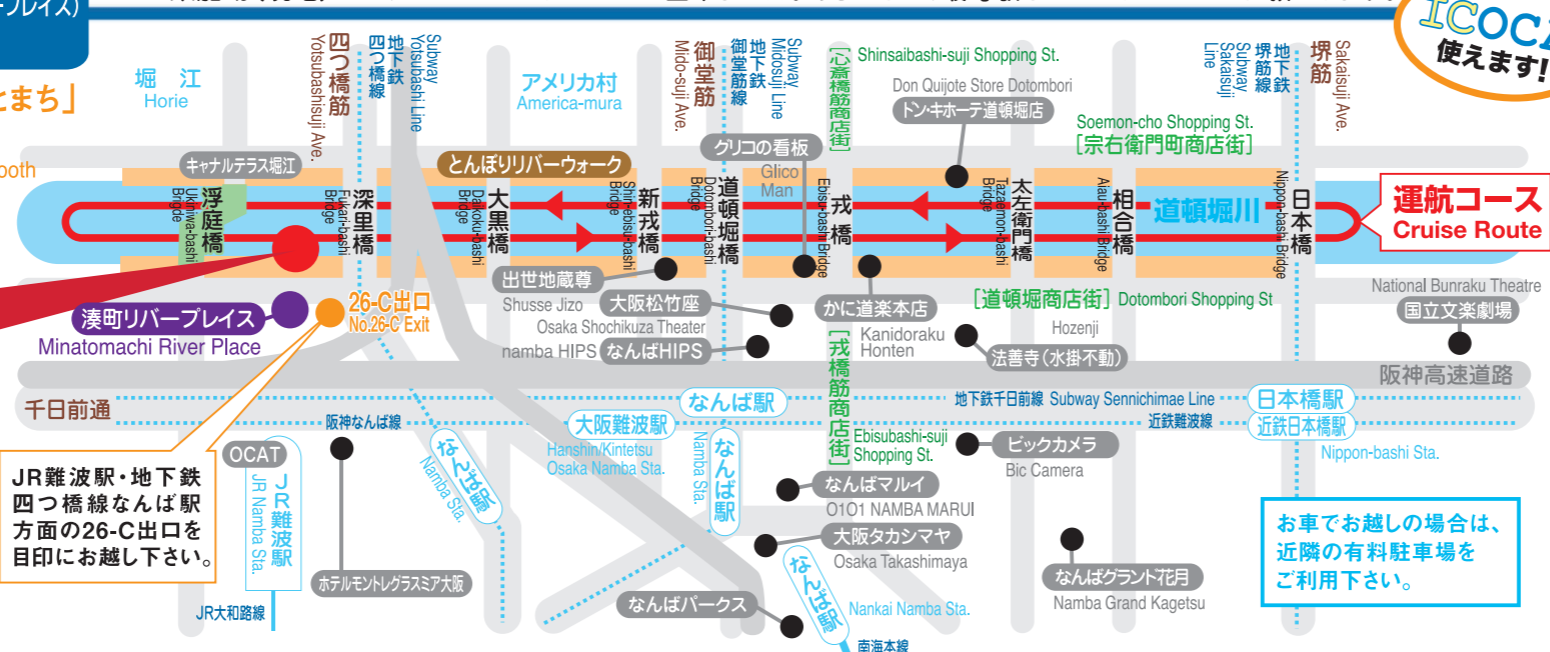 プレイス)
とまち」
ooth
ICOCA
使えます!
堀 江
Horie
四つ橋筋
Yotsubashisuji Ave.
地下鉄
四つ橋線
Subway
Yotsubashi Line
アメリカ村
America-mura
御堂筋
Mido-suji Ave.
地下鉄
御堂筋線
Subway
Midosuji Line
[心斎橋筋商店街]
Shinsaibashi-suji Shopping St.
Don Quijote Store Dotombori
ドン・キホーテ道頓堀店
Soemon-cho Shopping St.
[宗右衛門町商店街]
地下鉄
堺筋線
Subway
Sakaisuji
Line
堺筋
Sakaisuji Ave.
キャナルテラス堀江
とんぼりリバーウォーク
グリコの看板
Glico
Man
浮庭橋
Ukiniwa-bashi
Brigde
深里橋
Fukari-bashi
Bridge
大黒橋
Daikoku-bashi
Bridge
新戎橋
Shin-ebisu-bashi
Bridge
道頓堀橋
Dotombori-bashi
Bridge
戎橋
Ebisu-bashi Bridge
太左衛門橋
Tazaemon-bashi
Bridge
相合橋
Aiau-bashi Bridge
道頓堀川
日本橋
Nippon-bashi Bridge
運航コース
Cruise Route
湊町リバープレイス
Minatomachi River Place
26-C出口
No.26-C Exit
出世地蔵尊
Shusse Jizo
大阪松竹座
Osaka Shochikuza Theater
namba HIPS
なんばHIPS
かに道楽本店
Kanidoraku
Honten
[道頓堀商店街] Dotombori Shopping St
Hozenji
法善寺(水掛不動)
National Bunraku Theatre
国立文楽劇場
阪神高速道路
千日前通
なんば駅
地下鉄千日前線 Subway Sennichimae Line
日本橋駅
阪神なんば線
大阪難波駅
Hanshin/Kintetsu
Osaka Namba Sta.
近鉄難波線
近鉄日本橋駅
Nippon-bashi Sta.
[戎橋筋商店街]
Ebisubashi-suji
Shopping St.
ビックカメラ
Bic Camera
なんば駅
Namba Sta.
なんば駅
Namba Sta.
OCAT
JR難波駅
JR Namba Sta.
JR大和路線
JR難波駅・地下鉄
四つ橋線なんば駅
方面の26-C出口を
目印にお越し下さい。
ホテルモントレグラスミア大阪
なんばマルイ
O1O1 NAMBA MARUI
大阪タカシマヤ
Osaka Takashimaya
なんばパークス
なんば駅
Nankai Namba Sta.
南海本線
なんばグランド花月
Namba Grand Kagetsu
お車でお越しの場合は、
近隣の有料駐車場を
ご利用下さい。